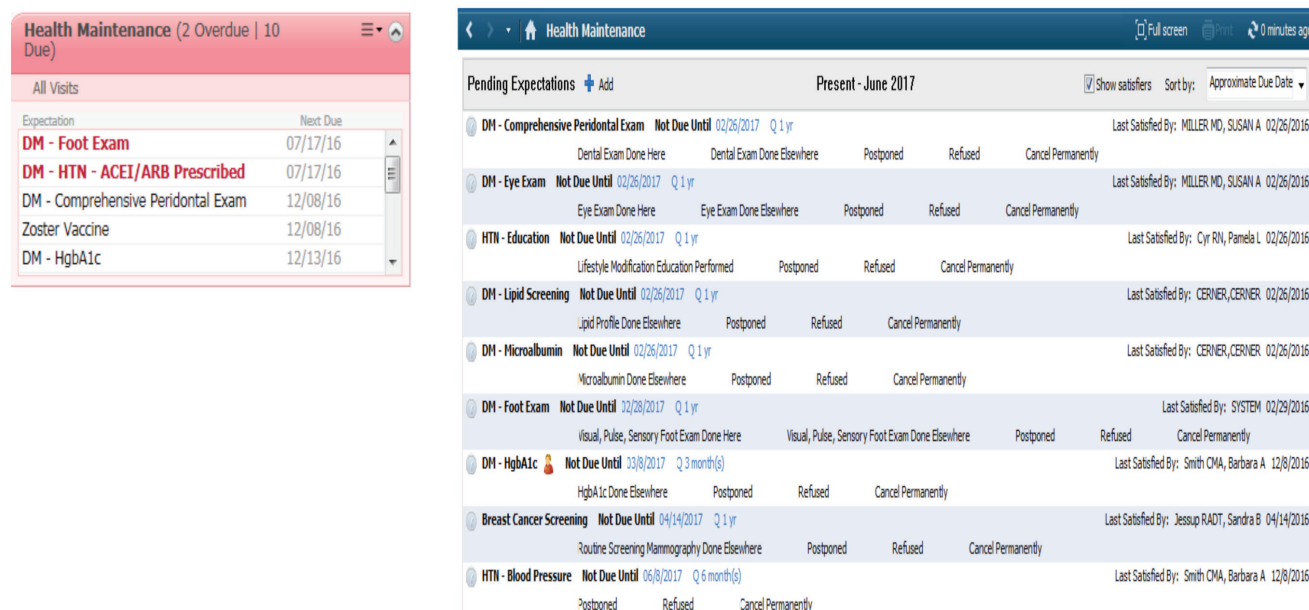 Health Maintenance (2 Overdue | 10
Due)
All Visits
Expectation Next Due
DM - Foot Exam 07/17/16
DM - HTN - ACEI/ARB Prescribed 07/17/16
DM - Comprehensive Peridontal Exam 12/08/16
Zoster Vaccine 12/08/16
DM - HgbA1c 12/13/16
Health Maintenance Full screen Print 0 minutes ago
Pending Expectations Add Present - June 2017 Show satisfiers Sort by: Approximate Due Date
DM - Comprehensive Peridontal Exam Not Due Until 02/26/2017 Q 1 yr Last Satisfied By: MILLER MD, SUSAN A 02/26/2016
Dental Exam Done Here Dental Exam Done Elsewhere Postponed Refused Cancel Permanently
DM - Eye Exam Not Due Until 02/26/2017 Q 1 yr Last Satisfied By: MILLER MD, SUSAN A 02/26/2016
Eye Exam Done Here Eye Exam Done Elsewhere Postponed Refused Cancel Permanently
HTN - Education Not Due Until 02/26/2017 Q 1 yr Last Satisfied By: Cyr RN, Pamela L 02/26/2016
Lifestyle Modification Education Performed Postponed Refused Cancel Permanently
DM - Lipid Screening Not Due Until 02/26/2017 Q 1 yr Last Satisfied By: CERNER,CERNER 02/26/2016
Lipid Profile Done Elsewhere Postponed Refused Cancel Permanently
DM - Microalbumin Not Due Until 02/26/2017 Q 1 yr Last Satisfied By: CERNER,CERNER 02/26/2016
Microalbumin Done Elsewhere Postponed Refused Cancel Permanently
DM - Foot Exam Not Due Until 02/28/2017 Q 1 yr Last Satisfied By: SYSTEM 02/29/2016
Visual, Pulse, Sensory Foot Exam Done Here Visual, Pulse, Sensory Foot Exam Done Elsewhere Postponed Refused Cancel Permanently
DM - HgbA1c Not Due Until 03/8/2017 Q 3 month(s) Last Satisfied By: Smith CMA, Barbara A 12/8/2016
HgbA1c Done Elsewhere Postponed Refused Cancel Permanently
Breast Cancer Screening Not Due Until 04/14/2017 Q 1 yr Last Satisfied By: Jessup RADT, Sandra B 04/14/2016
Routine Screening Mammography Done Elsewhere Postponed Refused Cancel Permanently
HTN - Blood Pressure Not Due Until 06/8/2017 Q 6 month(s) Last Satisfied By: Smith CMA, Barbara A 12/8/2016
Postponed Refused Cancel Permanently